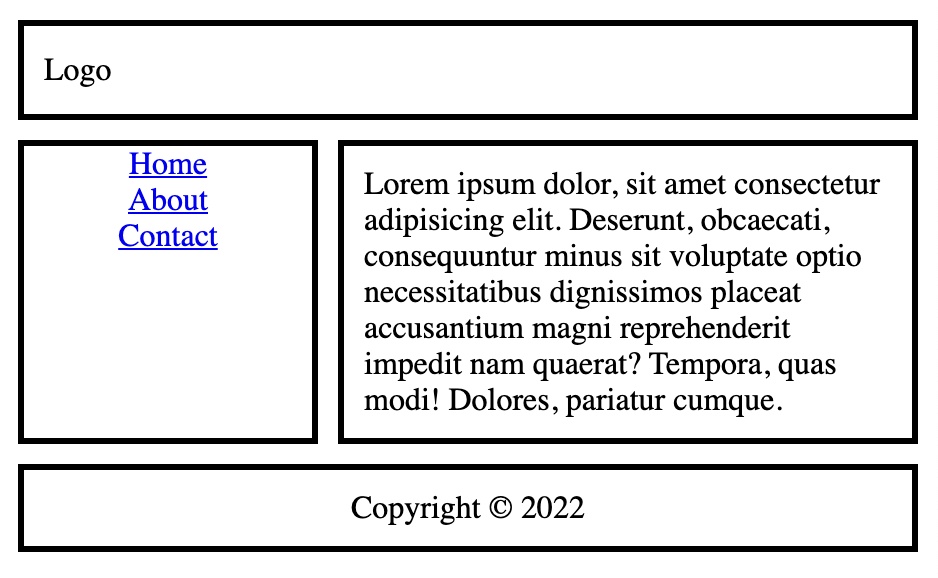 Logo
Home
About
Contact
Lorem ipsum dolor, sit amet consectetur
adipisicing elit. Deserunt, obcaecati,
consequuntur minus sit voluptate optio
necessitatibus dignissimos placeat
accusantium magni reprehenderit
impedit nam quaerat? Tempora, quas
modi! Dolores, pariatur cumque.
Copyright © 2022